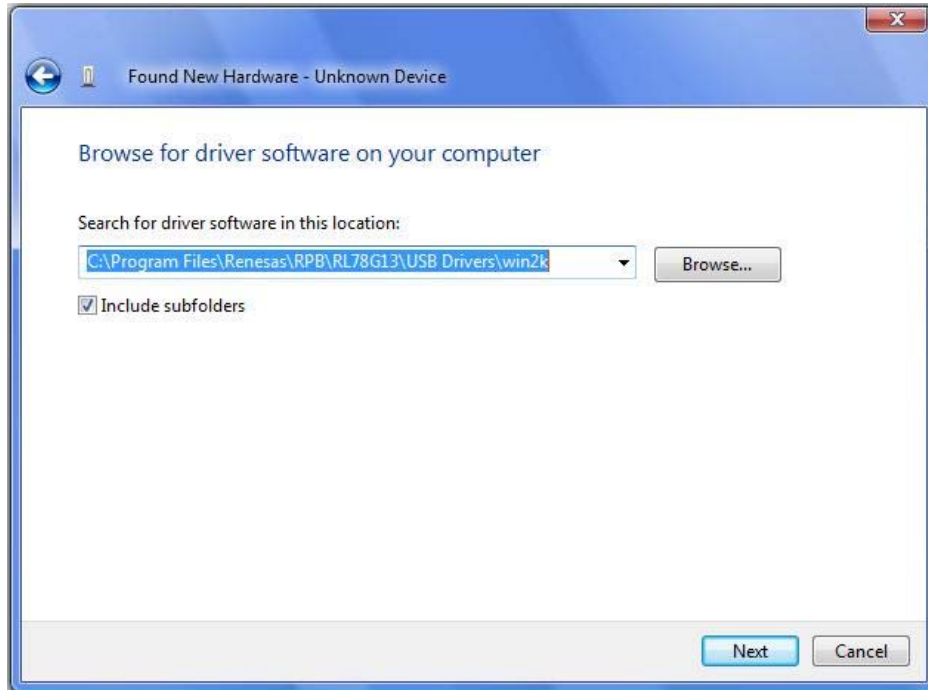 Found New Hardware - Unknown Device
Browse for driver software on your computer
Search for driver software in this location:
C:\Program Files\Renesas\RPB\RL78G13\USB Drivers\win2k
Browse...
Include subfolders
Next
Cancel